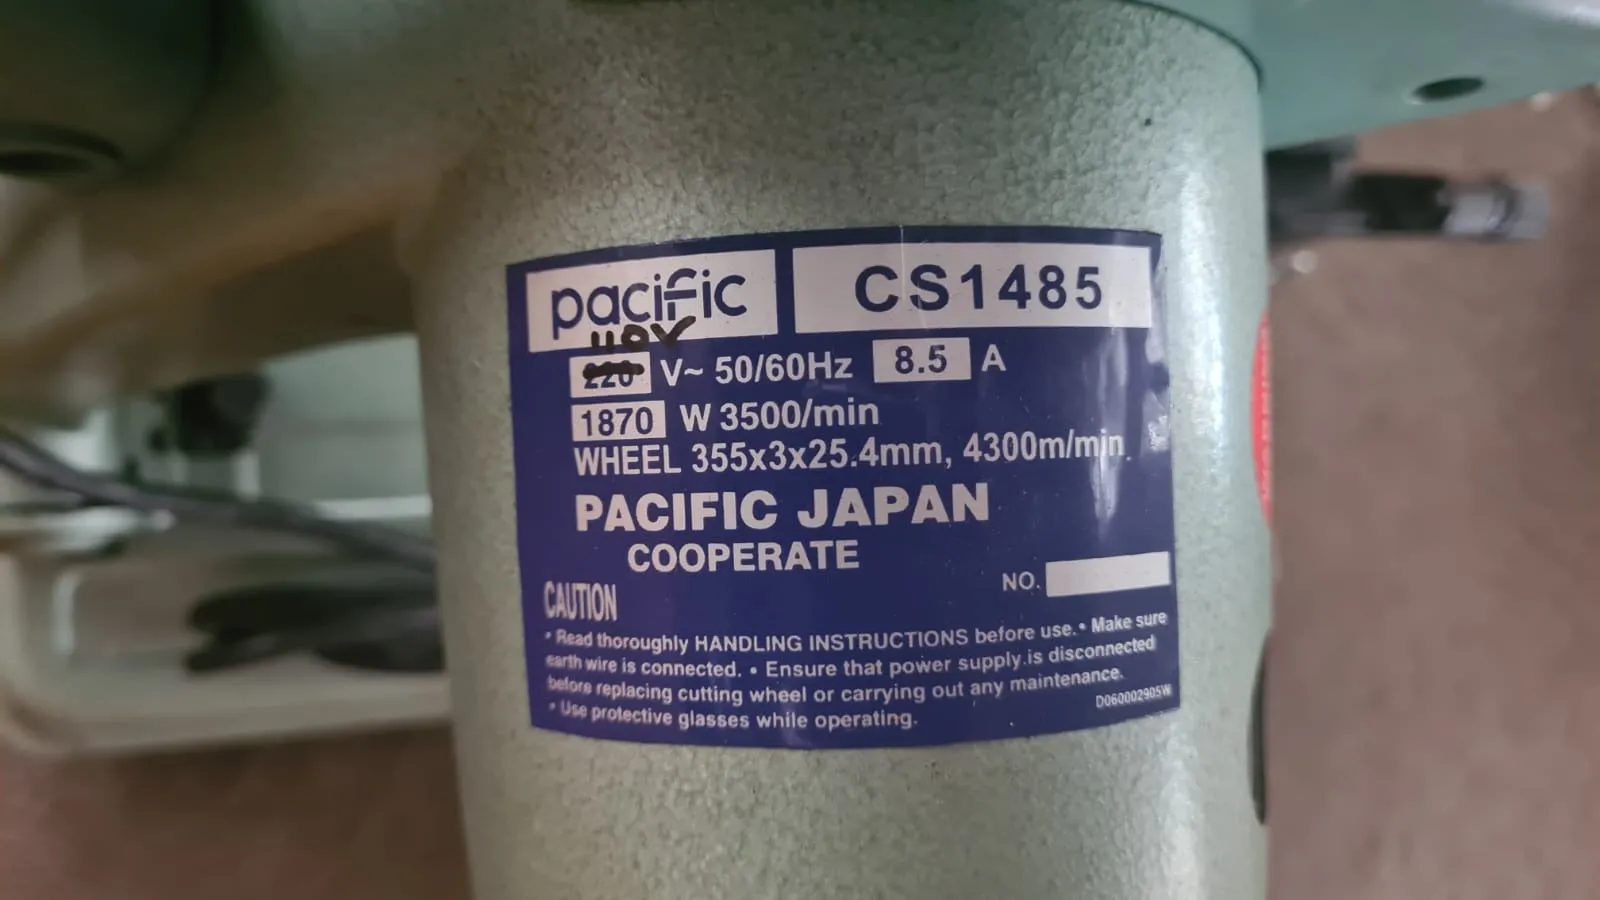 pacific CS1485
110V
220 V~ 50/60Hz 8.5 A
1870 W 3500/min
WHEEL 355x3x25.4mm, 4300m/min.
PACIFIC JAPAN
COOPERATE
NO.
CAUTION
• Read thoroughly HANDLING INSTRUCTIONS before use. • Make sure
earth wire is connected. • Ensure that power supply is disconnected
before replacing cutting wheel or carrying out any maintenance.
• Use protective glasses while operating.
D060002905W